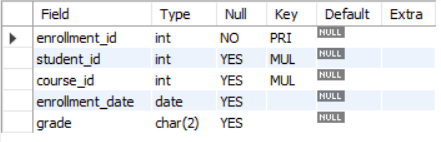 Field Type Null Key Default Extra
enrollment_id int NO PRI NULL
student_id int YES MUL NULL
course_id int YES MUL NULL
enrollment_date date YES NULL
grade char(2) YES NULL